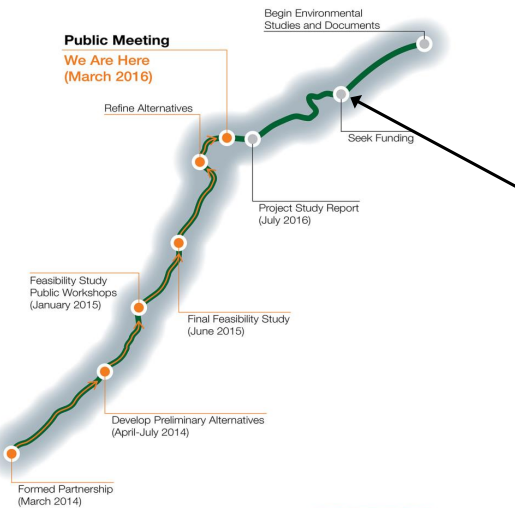 Begin Environmental
Studies and Documents
Public Meeting
We Are Here
(March 2016)
Refine Alternatives
Seek Funding
Project Study Report
(July 2016)
Feasibility Study
Public Workshops
(January 2015)
Final Feasibility Study
(June 2015)
Develop Preliminary Alternatives
(April-July 2014)
Formed Partnership
(March 2014)